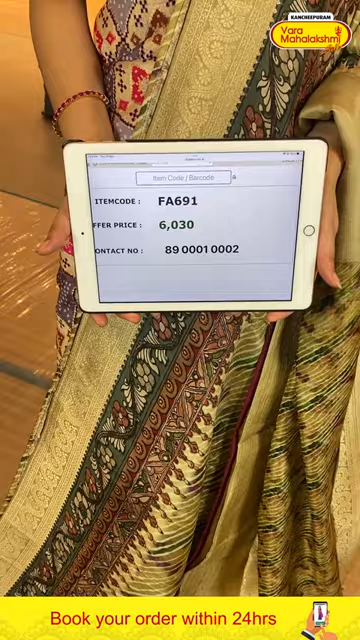 KANCHEEPURAM
Vara
Mahalakshmi
Silks
Item Code / Barcode
ITEMCODE : FA691
FFER PRICE : 6,030
ONTACT NO : 89 0001 0002
Book your order within 24hrs